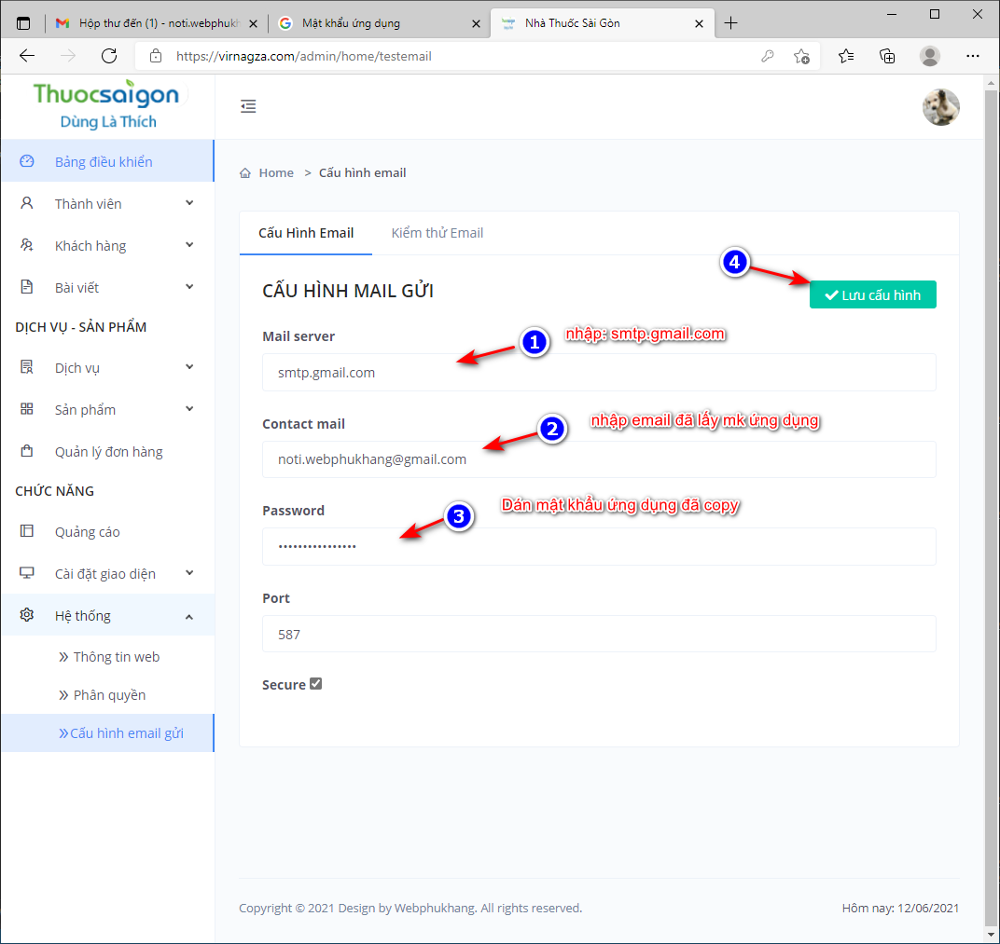 Hộp thư đến (1) - noti.webphukh
Mật khẩu ứng dụng
Nhà Thuốc Sài Gòn
https://virnagza.com/admin/home/testemail
Thuocsaigon
Dùng Là Thích
Bảng điều khiển
Thành viên
Khách hàng
Bài viết
DỊCH VỤ - SẢN PHẨM
Dịch vụ
Sản phẩm
Quản lý đơn hàng
CHỨC NĂNG
Quảng cáo
Cài đặt giao diện
Hệ thống
Thông tin web
Phân quyền
Cấu hình email gửi
Home > Cấu hình email
Cấu Hình Email
Kiểm thử Email
CẤU HÌNH MAIL GỬI
4
Lưu cấu hình
Mail server
1
nhập: smtp.gmail.com
smtp.gmail.com
Contact mail
2
nhập email đã lấy mk ứng dụng
noti.webphukhang@gmail.com
Password
3
Dán mật khẩu ứng dụng đã copy
••••••••••••••••
Port
587
Secure
Copyright © 2021 Design by Webphukhang. All rights reserved.
Hôm nay: 12/06/2021